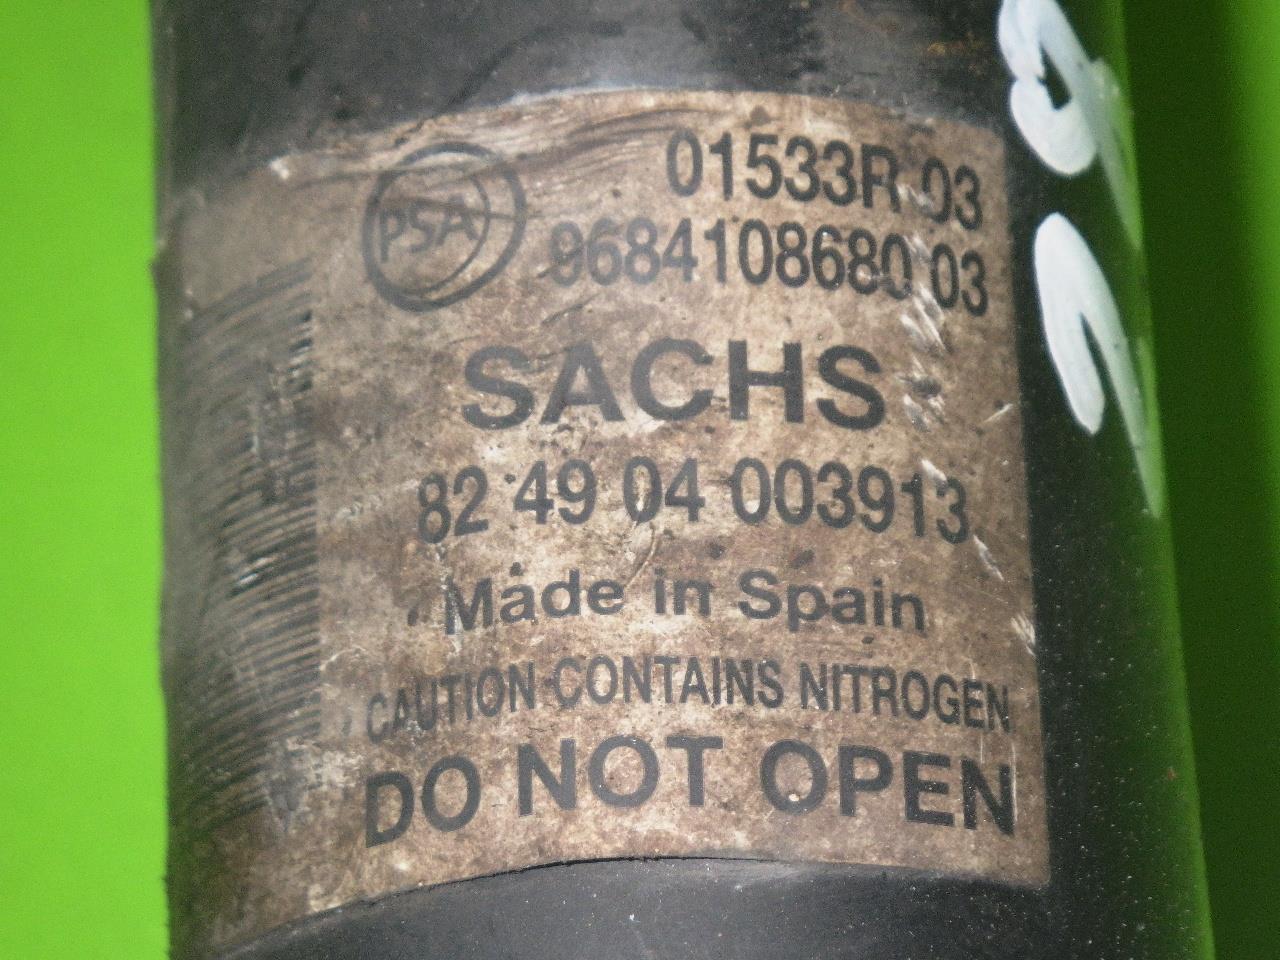 PSA
01533R 03
9684108680 03
SACHS
82 49 04 003913
Made in Spain
CAUTION CONTAINS NITROGEN
DO NOT OPEN